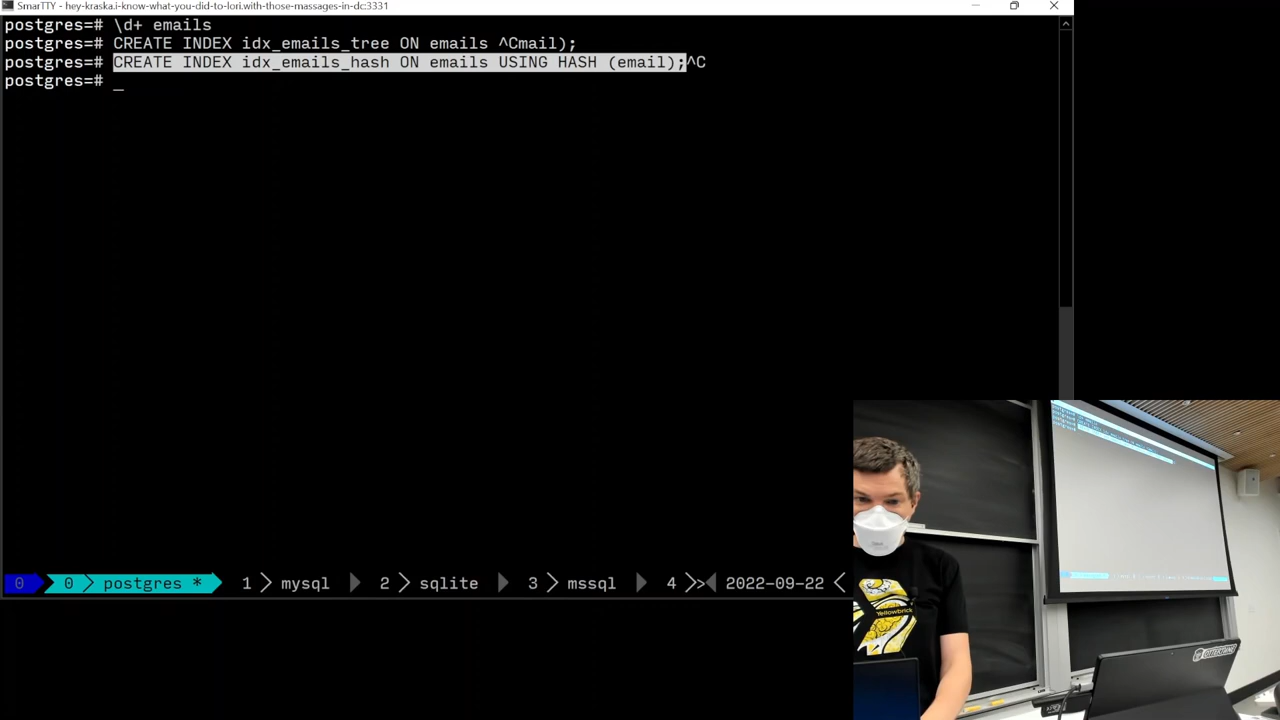 SmarTTY - hey-kraska.i-know-what-you-did-to-lori.with-those-massages-in-dc:3331
postgres=# \d+ emails
postgres=# CREATE INDEX idx_emails_tree ON emails ^Cmail);
postgres=# CREATE INDEX idx_emails_hash ON emails USING HASH (email);^C
postgres=# _
0 0 postgres * 1 mysql 2 sqlite 3 mssql 4 2022-09-22
Yellowbrick
OTTERTUNE